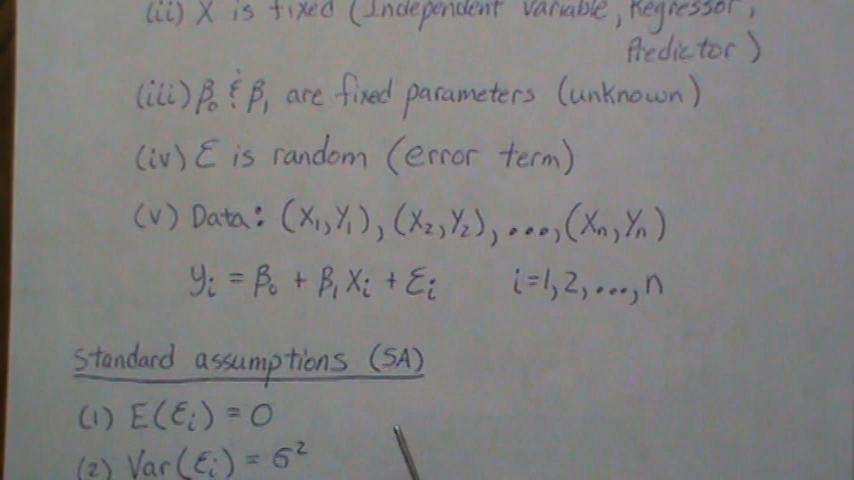 (ii) X is fixed (Independent Variable, Regressor,
Predictor)
(iii) β₀ & β₁ are fixed parameters (unknown)
(iv) ε is random (error term)
(v) Data: (X₁,Y₁), (X₂,Y₂), ..., (Xₙ,Yₙ)
yᵢ = β₀ + β₁ Xᵢ + εᵢ i=1,2,...,n
Standard assumptions (SA)
(1) E(εᵢ) = 0
(2) Var(εᵢ) = σ²